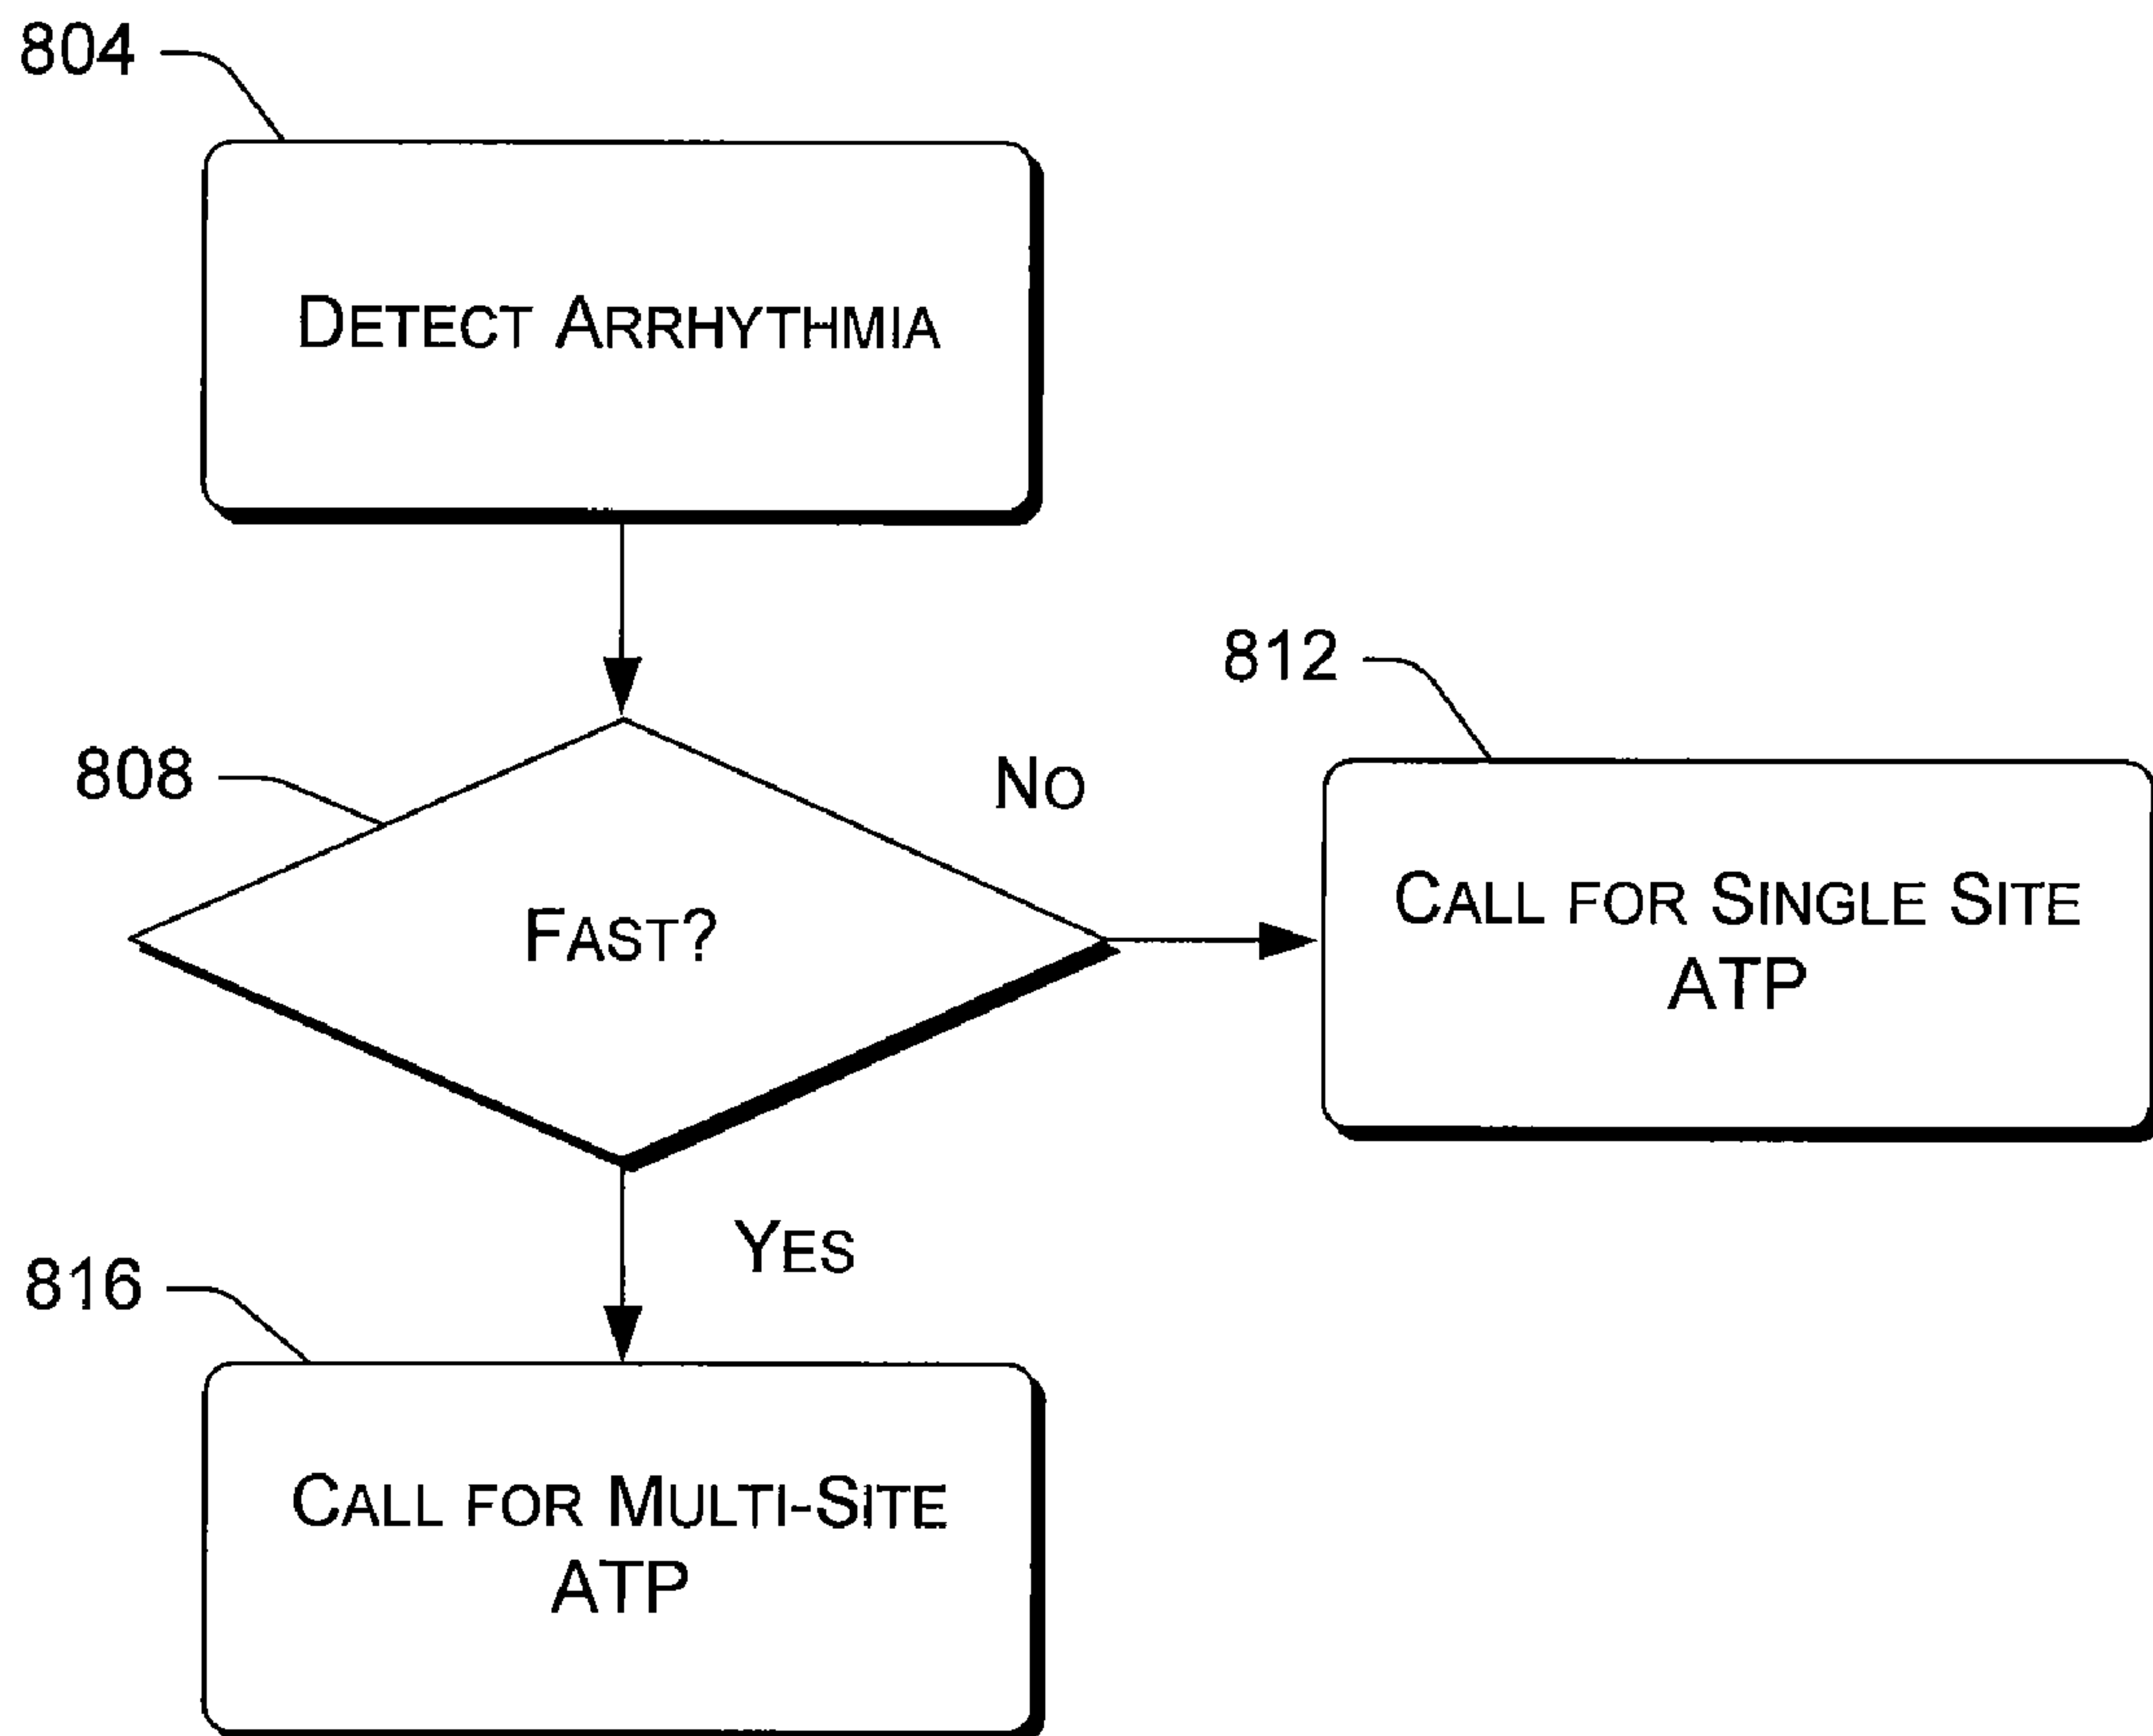 804
DETECT ARRHYTHMIA
808
FAST?
NO
812
CALL FOR SINGLE SITE
ATP
YES
816
CALL FOR MULTI-SITE
ATP